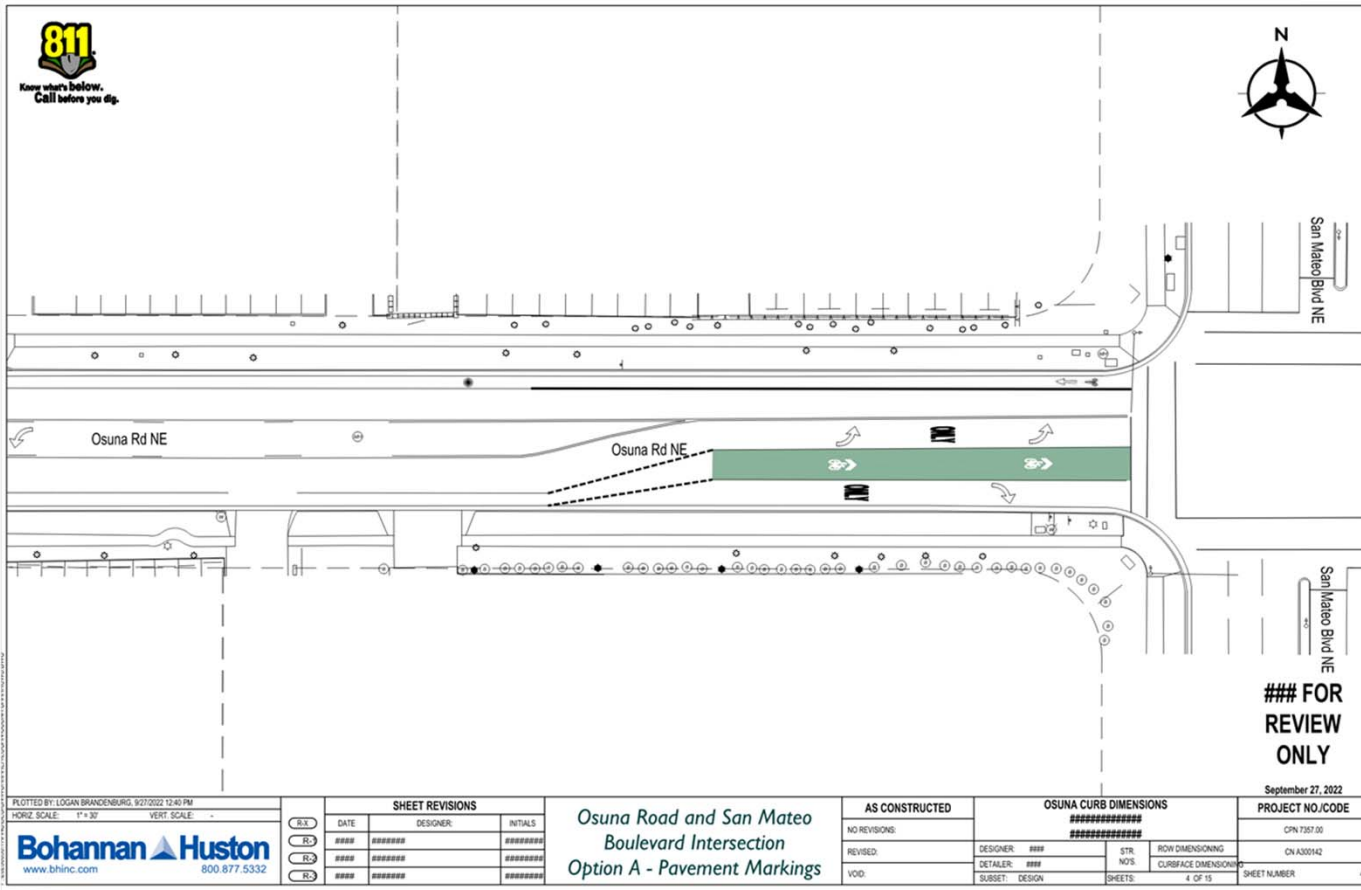 811
Know what's below.
Call before you dig.
N
San Mateo Blvd NE
Osuna Rd NE
Osuna Rd NE
ONLY
ONLY
San Mateo Blvd NE
### FOR
REVIEW
ONLY
September 27, 2022
PLOTTED BY: LOGAN BRANDENBURG, 9/27/2022 12:40 PM
HORIZ. SCALE: 1" = 30' VERT. SCALE: -
Bohannan Huston
www.bhinc.com 800.877.5332
R-X
R-1
R-2
R-3
SHEET REVISIONS
DATE DESIGNER: INITIALS
#### ####### ########
#### ####### ########
#### ####### ########
Osuna Road and San Mateo
Boulevard Intersection
Option A - Pavement Markings
AS CONSTRUCTED
NO REVISIONS:
REVISED:
VOID:
OSUNA CURB DIMENSIONS
##############
##############
DESIGNER: ####
DETAILER: ####
SUBSET: DESIGN
STR.
NO'S.
ROW DIMENSIONING
CURBFACE DIMENSIONING
SHEETS: 4 OF 15
PROJECT NO./CODE
CPN 7357.00
CN A300142
SHEET NUMBER